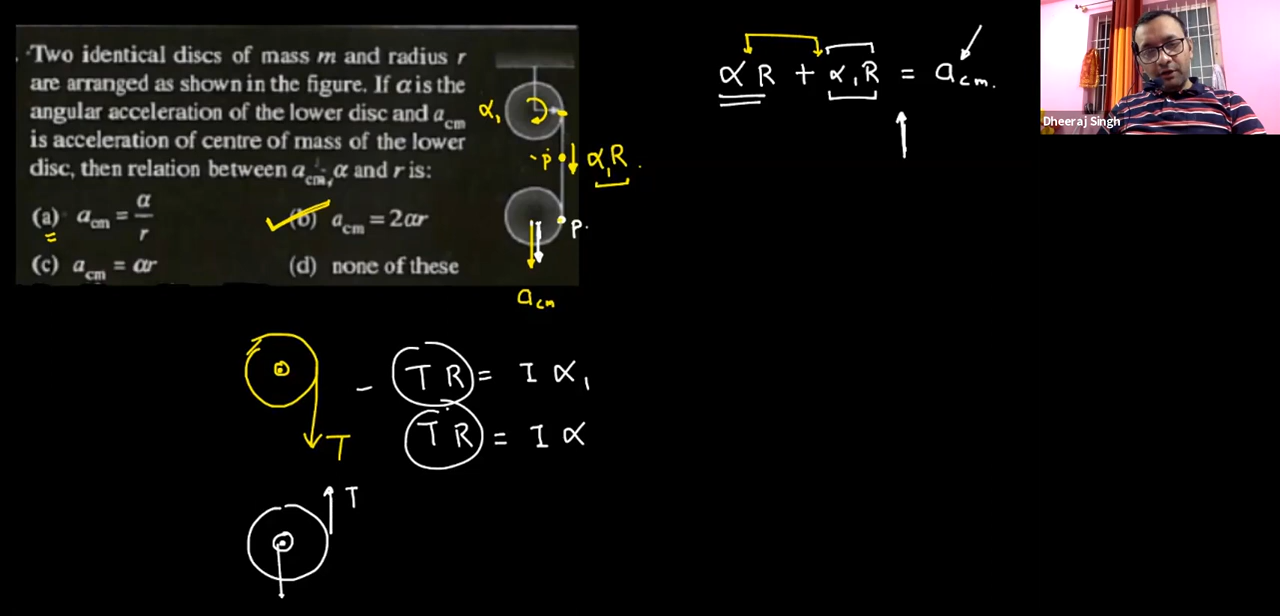 Two identical discs of mass m and radius r
are arranged as shown in the figure. If α is the
angular acceleration of the lower disc and a_cm
is acceleration of centre of mass of the lower
disc, then relation between a_cm, α and r is:
(a) a_cm = α/r (b) a_cm = 2αr
(c) a_cm = αr (d) none of these
α₁
P
α₁R
P.
a_cm
αR + α₁R = a_cm.
Dheeraj Singh
T
- TR = Iα₁
TR = Iα
T